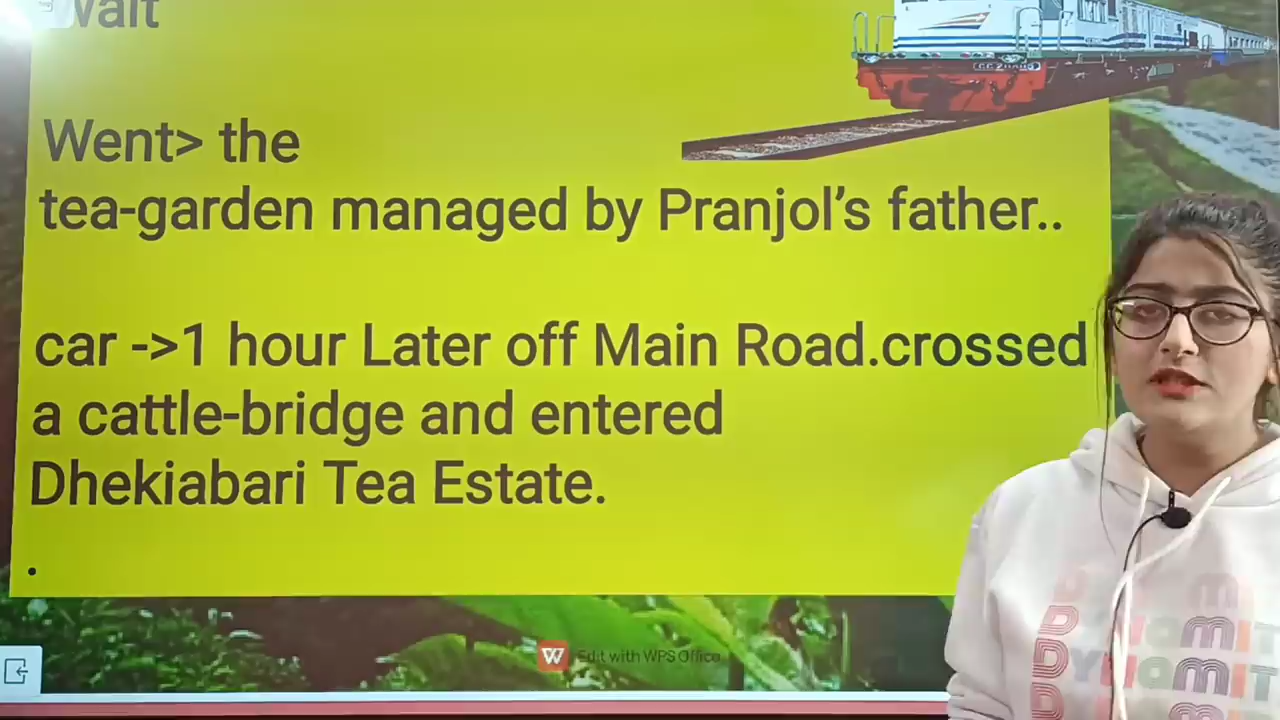 wait
Went> the
tea-garden managed by Pranjol’s father..
car ->1 hour Later off Main Road.crossed
a cattle-bridge and entered
Dhekiabari Tea Estate.
Edit with WPS Office